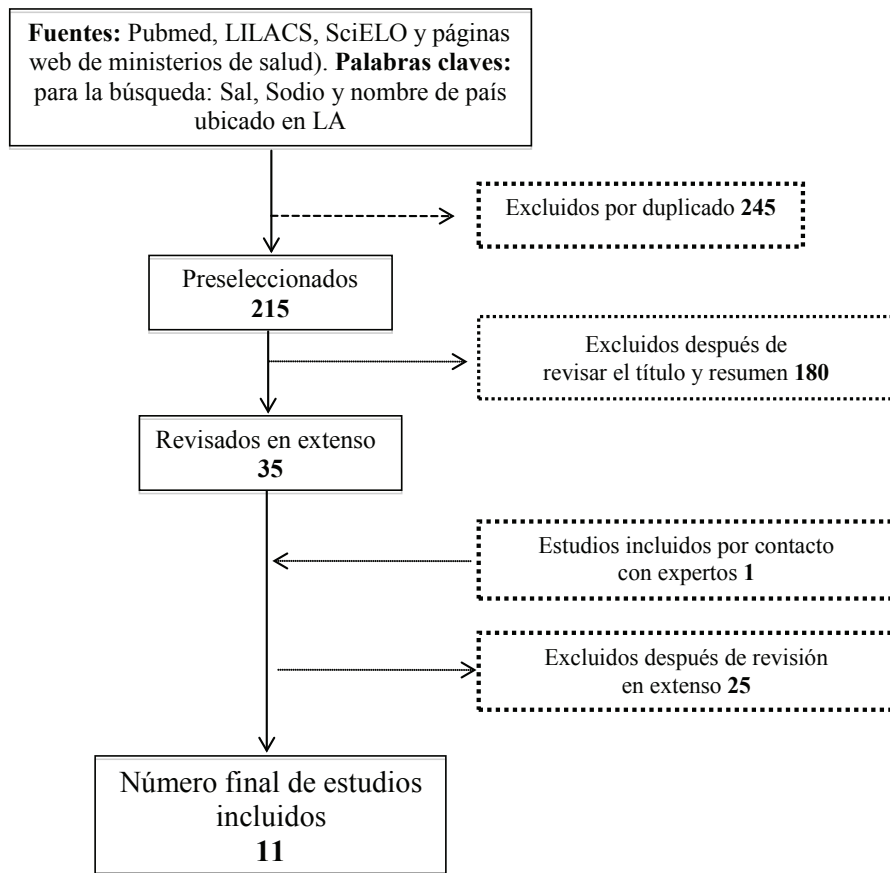 Fuentes: Pubmed, LILACS, SciELO y páginas
web de ministerios de salud). Palabras claves:
para la búsqueda: Sal, Sodio y nombre de país
ubicado en LA
Excluidos por duplicado 245
Preseleccionados
215
Excluidos después de
revisar el título y resumen 180
Revisados en extenso
35
Estudios incluidos por contacto
con expertos 1
Excluidos después de revisión
en extenso 25
Número final de estudios
incluidos
11